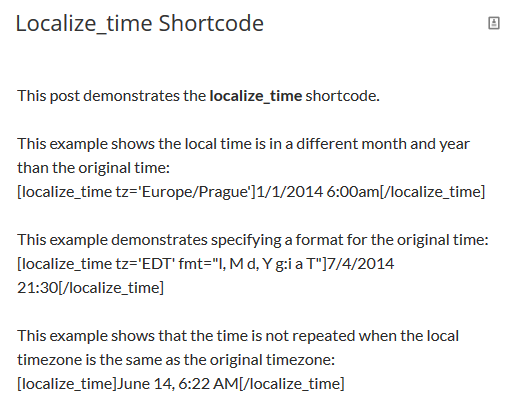 Localize_time Shortcode
This post demonstrates the localize_time shortcode.
This example shows the local time is in a different month and year
than the original time:
[localize_time tz='Europe/Prague']1/1/2014 6:00am[/localize_time]
This example demonstrates specifying a format for the original time:
[localize_time tz='EDT' fmt="l, M d, Y g:i a T"]7/4/2014
21:30[/localize_time]
This example shows that the time is not repeated when the local
timezone is the same as the original timezone:
[localize_time]June 14, 6:22 AM[/localize_time]